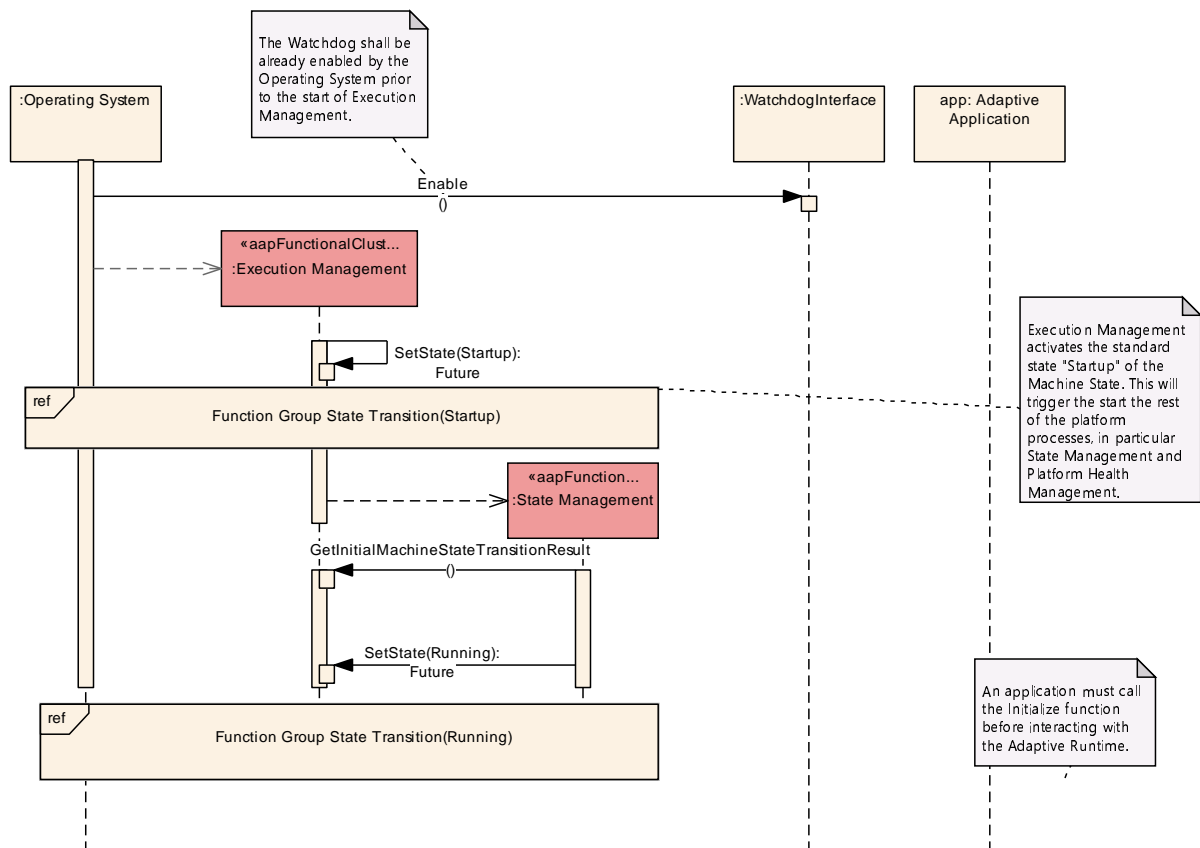 The Watchdog shall be
already enabled by the
Operating System prior
to the start of Execution
Management.
:Operating System
:WatchdogInterface
app: Adaptive
Application
Enable
()
«aapFunctionalClust...
:Execution Management
SetState(Startup):
Future
ref
Function Group State Transition(Startup)
Execution Management
activates the standard
state "Startup" of the
Machine State. This will
trigger the start the rest
of the platform
processes, in particular
State Management and
Platform Health
Management.
«aapFunction...
:State Management
GetInitialMachineStateTransitionResult
()
SetState(Running):
Future
An application must call
the Initialize function
before interacting with
the Adaptive Runtime.
ref
Function Group State Transition(Running)